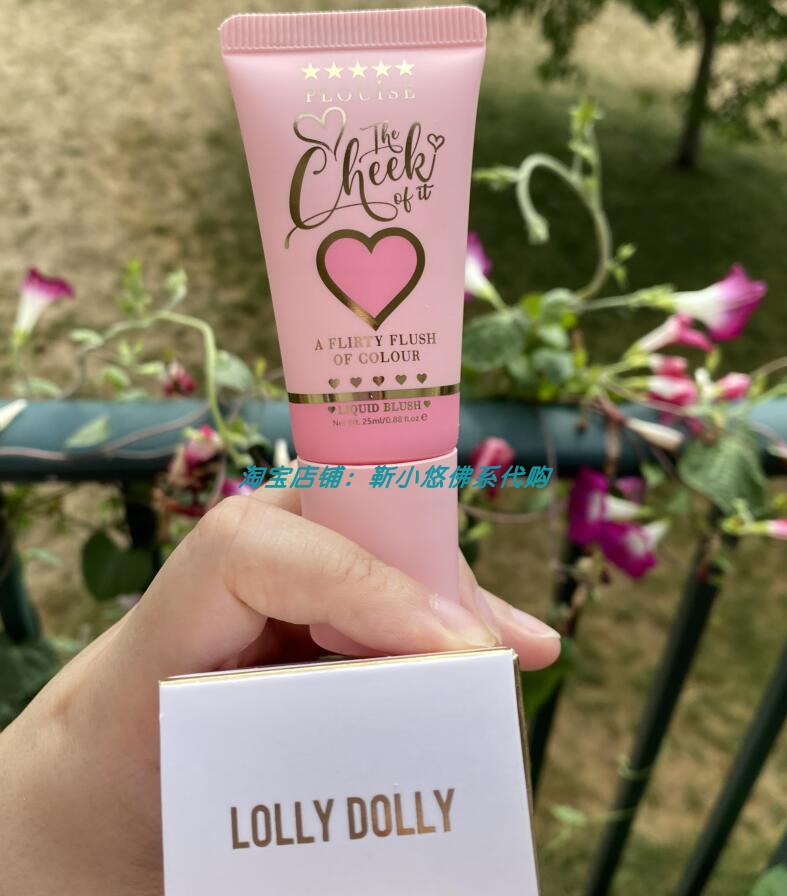 ★★★★★
PLOUISE
The
Cheek
of it
A FLIRTY FLUSH
OF COLOUR
♥LIQUID BLUSH♥
Net wt. 25ml/0.88 fl.oz ℮
淘宝店铺：靳小悠佛系代购
LOLLY DOLLY